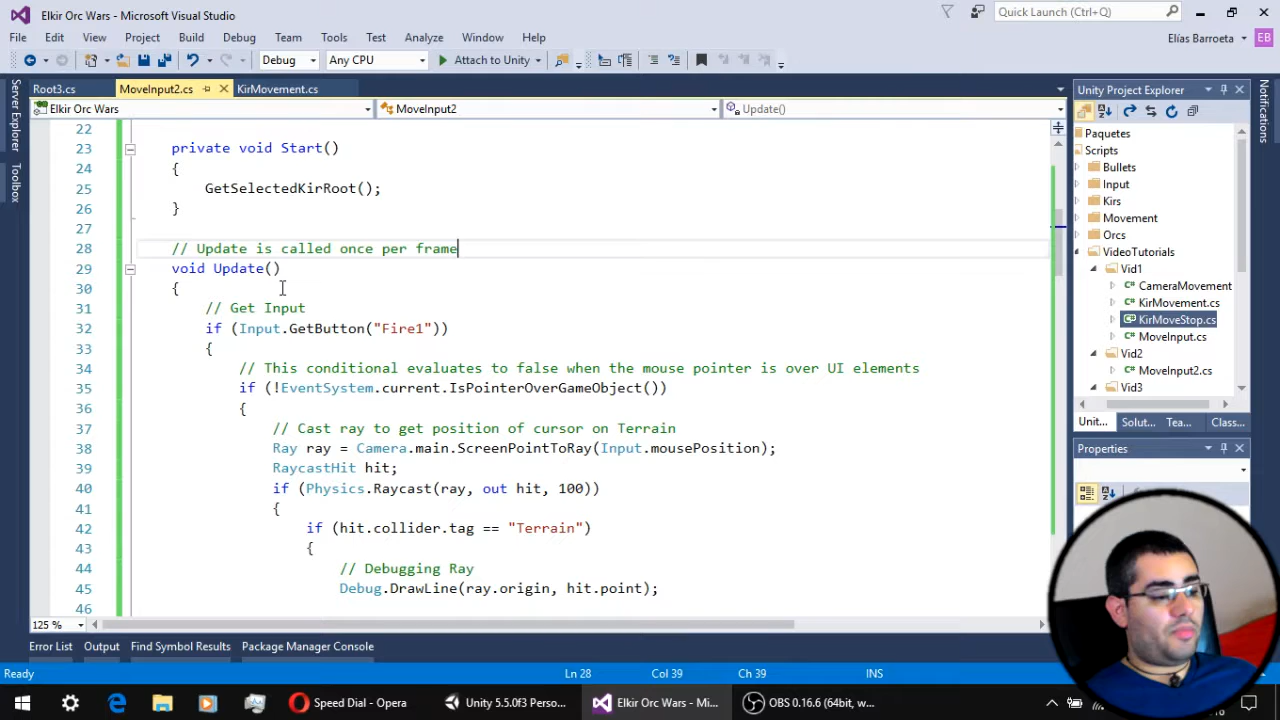 Elkir Orc Wars - Microsoft Visual Studio
Quick Launch (Ctrl+Q)
File Edit View Project Build Debug Team Tools Test Analyze Window Help
Elías Barroeta EB
Debug Any CPU Attach to Unity
Root3.cs MoveInput2.cs KirMovement.cs
Elkir Orc Wars MoveInput2 Update()
22
23 private void Start()
24 {
25 GetSelectedKirRoot();
26 }
27
28 // Update is called once per frame
29 void Update()
30 {
31 // Get Input
32 if (Input.GetButton("Fire1"))
33 {
34 // This conditional evaluates to false when the mouse pointer is over UI elements
35 if (!EventSystem.current.IsPointerOverGameObject())
36 {
37 // Cast ray to get position of cursor on Terrain
38 Ray ray = Camera.main.ScreenPointToRay(Input.mousePosition);
39 RaycastHit hit;
40 if (Physics.Raycast(ray, out hit, 100))
41 {
42 if (hit.collider.tag == "Terrain")
43 {
44 // Debugging Ray
45 Debug.DrawLine(ray.origin, hit.point);
46
125 %
Server Explorer
Toolbox
Notifications
Unity Project Explorer
Paquetes
Scripts
Bullets
Input
Kirs
Movement
Orcs
VideoTutorials
Vid1
CameraMovement
KirMovement.cs
KirMoveStop.cs
MoveInput.cs
Vid2
MoveInput2.cs
Vid3
Unit... Solut... Tea... Class...
Properties
Error List Output Find Symbol Results Package Manager Console
Ready Ln 28 Col 39 Ch 39 INS
Speed Dial - Opera Unity 5.5.0f3 Perso... Elkir Orc Wars - Mi... OBS 0.16.6 (64bit, w...